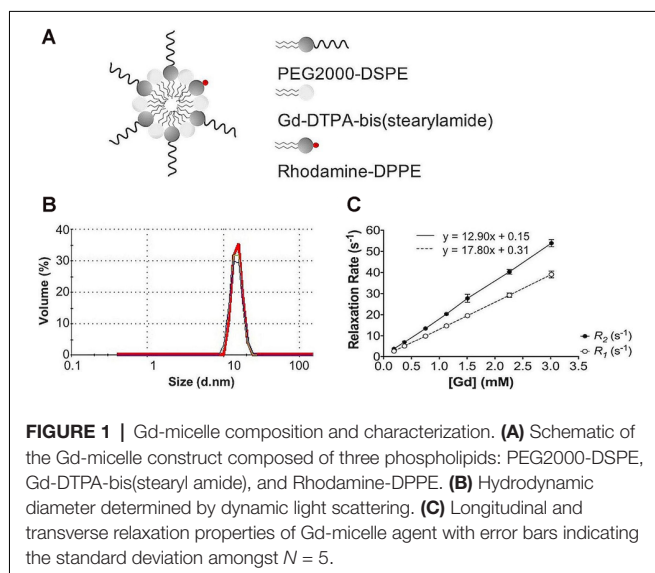 A
PEG2000-DSPE
Gd-DTPA-bis(stearylamide)
Rhodamine-DPPE
B
Volume (%)
40
30
20
10
0
0.1
1
10
100
Size (d.nm)
C
Relaxation Rate (s-1)
y = 12.90x + 0.15
y = 17.80x + 0.31
60
50
40
30
20
10
0
0.0 0.5 1.0 1.5 2.0 2.5 3.0 3.5
[Gd] (mM)
R2 (s-1)
R1 (s-1)
FIGURE 1 | Gd-micelle composition and characterization. (A) Schematic of
the Gd-micelle construct composed of three phospholipids: PEG2000-DSPE,
Gd-DTPA-bis(stearyl amide), and Rhodamine-DPPE. (B) Hydrodynamic
diameter determined by dynamic light scattering. (C) Longitudinal and
transverse relaxation properties of Gd-micelle agent with error bars indicating
the standard deviation amongst N = 5.